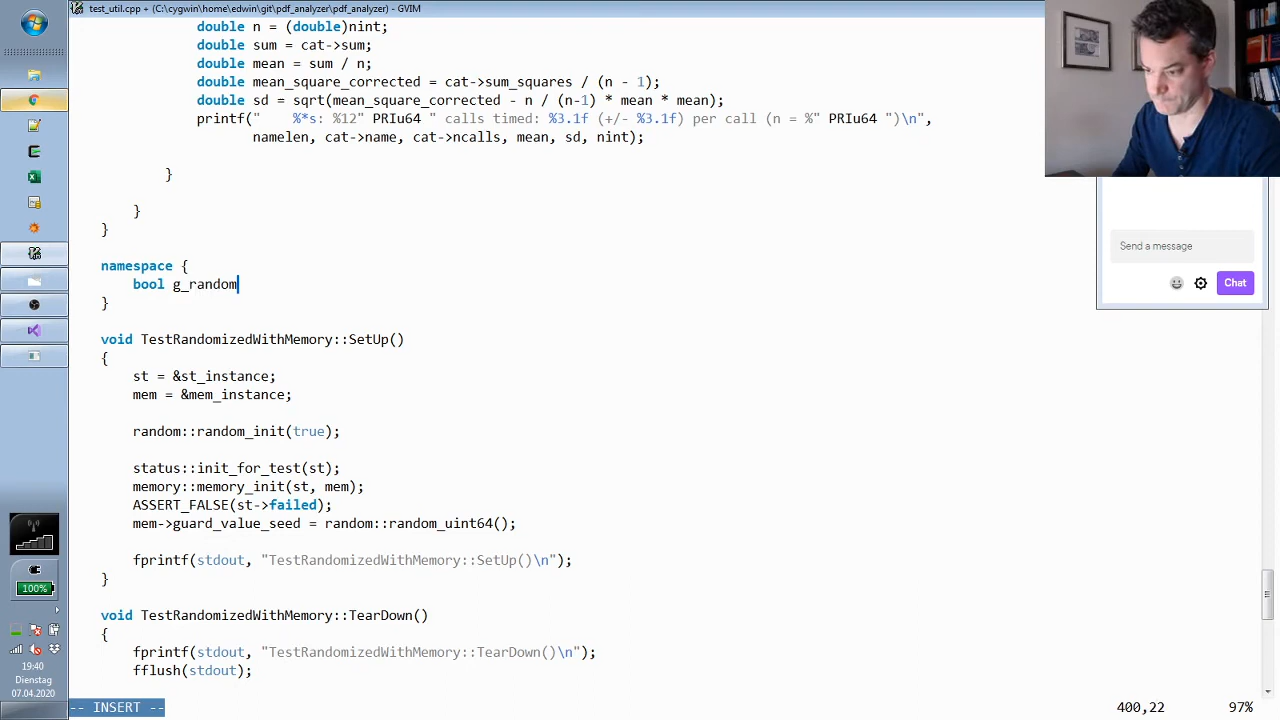 test_util.cpp + (C:\cygwin\home\edwin\git\pdf_analyzer\pdf_analyzer) - GVIM
double n = (double)nint;
double sum = cat->sum;
double mean = sum / n;
double mean_square_corrected = cat->sum_squares / (n - 1);
double sd = sqrt(mean_square_corrected - n / (n-1) * mean * mean);
printf("    %*s: %12" PRIu64 " calls timed: %3.1f (+/- %3.1f) per call (n = %" PRIu64 ")\n",
namelen, cat->name, cat->ncalls, mean, sd, nint);
}
}
}
namespace {
bool g_random
}
void TestRandomizedWithMemory::SetUp()
{
st = &st_instance;
mem = &mem_instance;
random::random_init(true);
status::init_for_test(st);
memory::memory_init(st, mem);
ASSERT_FALSE(st->failed);
mem->guard_value_seed = random::random_uint64();
fprintf(stdout, "TestRandomizedWithMemory::SetUp()\n");
}
void TestRandomizedWithMemory::TearDown()
{
fprintf(stdout, "TestRandomizedWithMemory::TearDown()\n");
fflush(stdout);
-- INSERT --
400,22
97%
Send a message
Chat
100%
19:40
Dienstag
07.04.2020